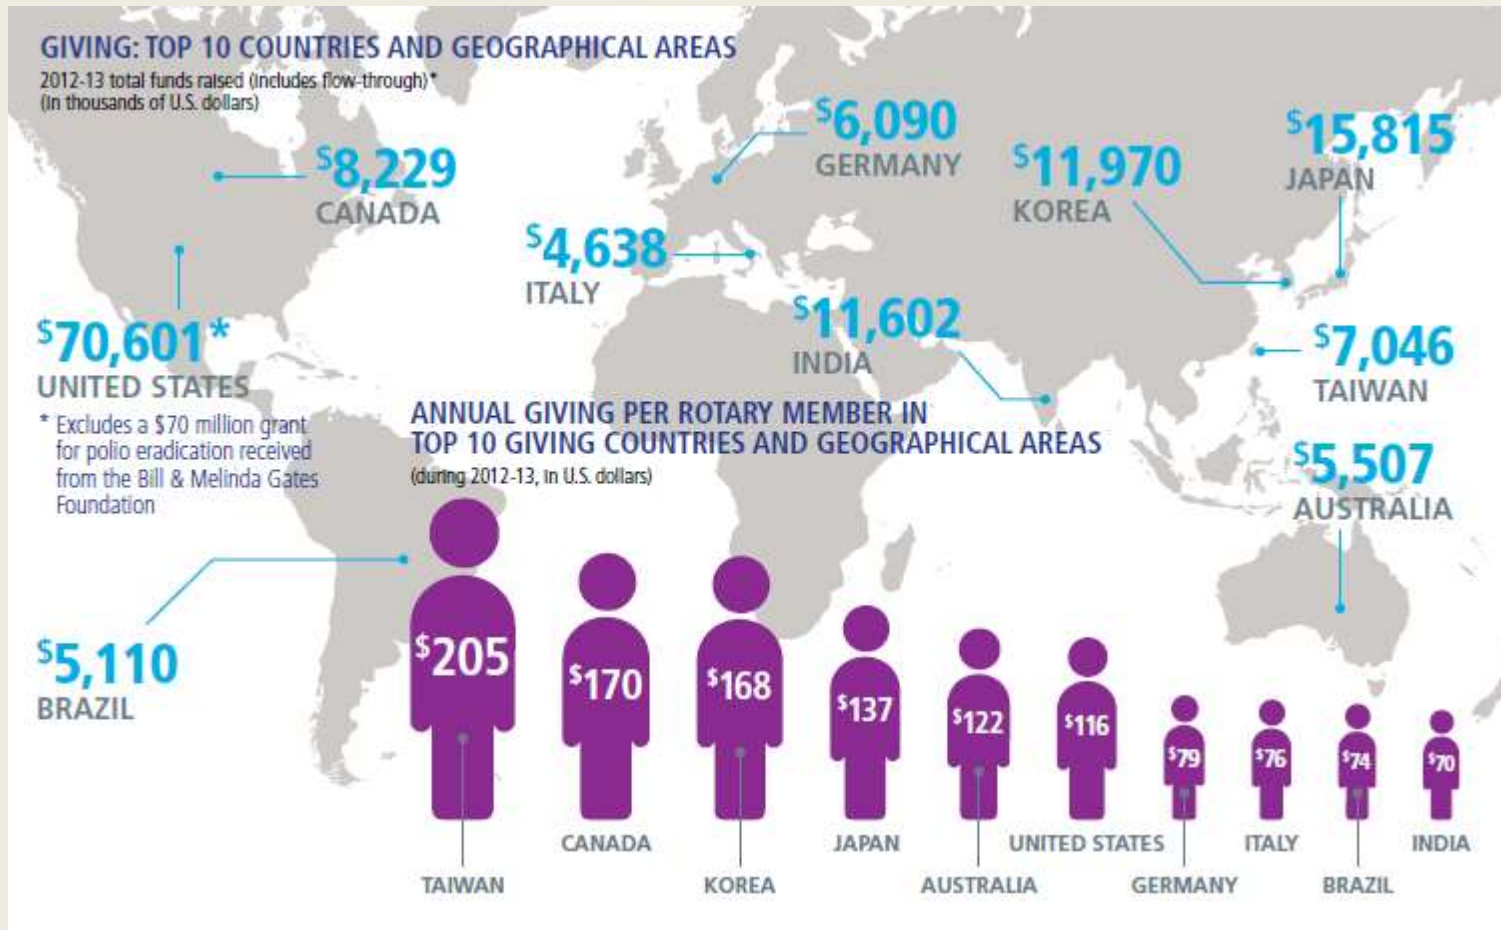 GIVING: TOP 10 COUNTRIES AND GEOGRAPHICAL AREAS
2012-13 total funds raised (includes flow-through)*
(in thousands of U.S. dollars)
$8,229
CANADA
$6,090
GERMANY
$11,970
KOREA
$15,815
JAPAN
$4,638
ITALY
$70,601*
UNITED STATES
* Excludes a $70 million grant
for polio eradication received
from the Bill & Melinda Gates
Foundation
$11,602
INDIA
$7,046
TAIWAN
$5,507
AUSTRALIA
$5,110
BRAZIL
ANNUAL GIVING PER ROTARY MEMBER IN
TOP 10 GIVING COUNTRIES AND GEOGRAPHICAL AREAS
(during 2012-13, in U.S. dollars)
$205
$170
$168
$137
$122
$116
$79
$76
$74
$70
CANADA
JAPAN
UNITED STATES
ITALY
INDIA
TAIWAN
KOREA
AUSTRALIA
GERMANY
BRAZIL